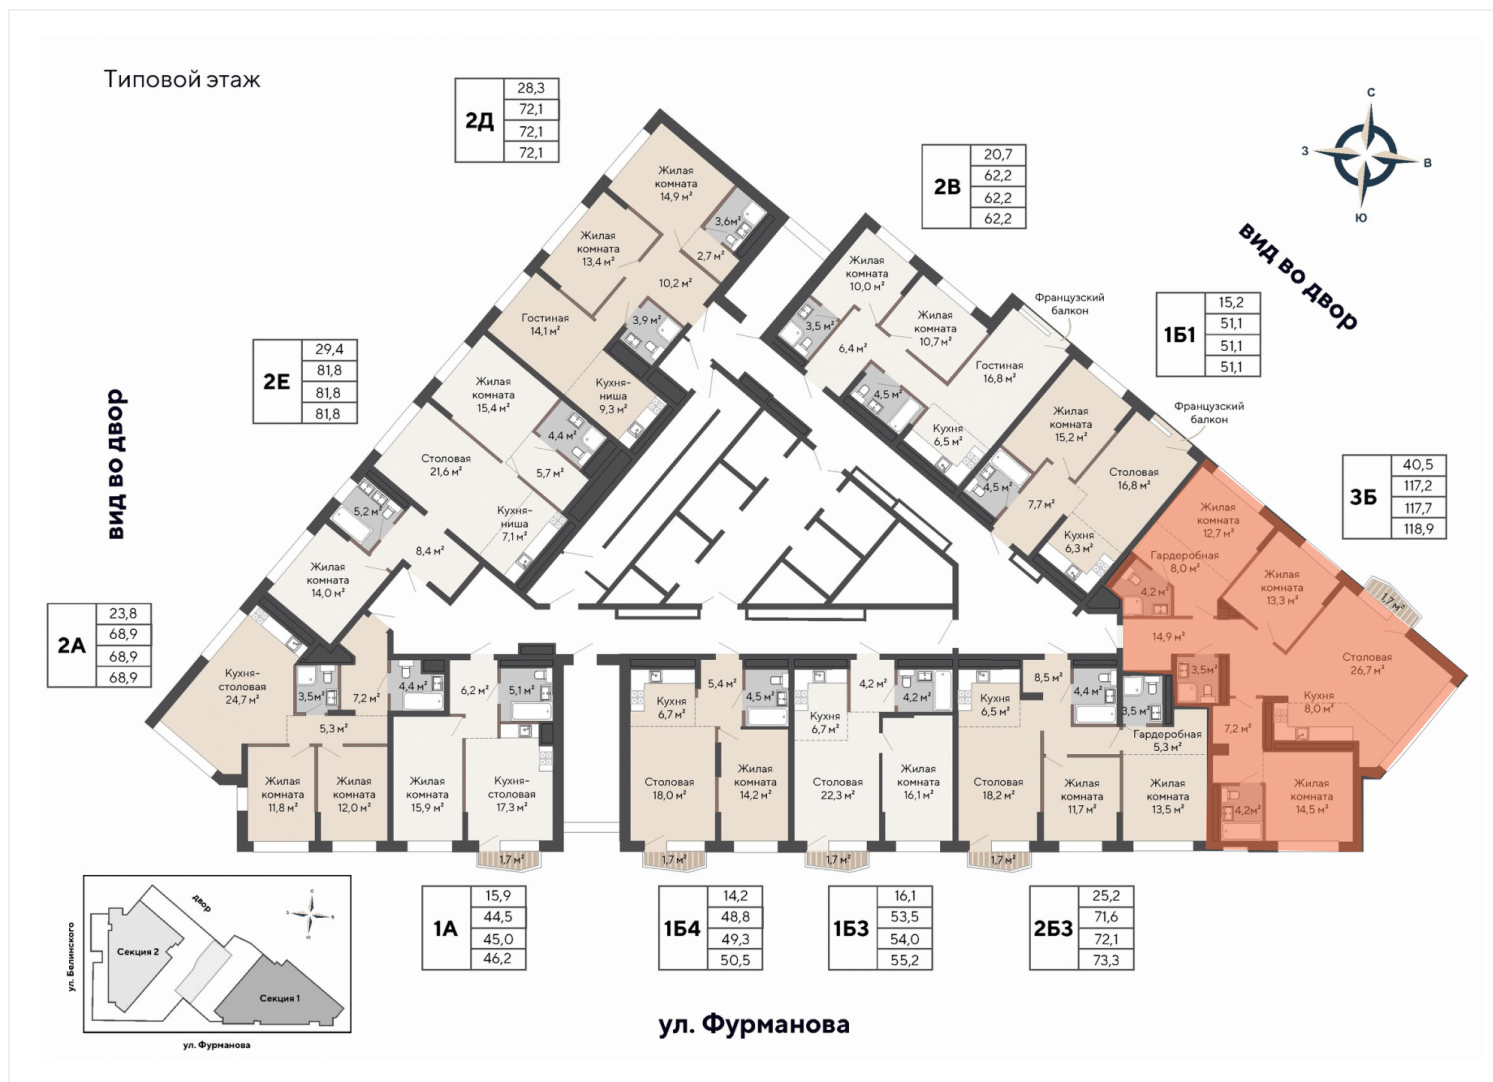 Типовой этаж
2Д
28,3
72,1
72,1
72,1
2В
20,7
62,2
62,2
62,2
С
З
В
Ю
вид во двор
1Б1
15,2
51,1
51,1
51,1
2Е
29,4
81,8
81,8
81,8
вид во двор
3Б
40,5
117,2
117,7
118,9
2А
23,8
68,9
68,9
68,9
Жилая
комната
14,9 м²
3,6м²
2,7 м²
Жилая
комната
13,4 м²
10,2 м²
Гостиная
14,1 м²
3,9 м²
Кухня-
ниша
9,3 м²
Жилая
комната
15,4 м²
4,4 м²
5,7 м²
Столовая
21,6 м²
Кухня-
ниша
7,1 м²
5,2 м²
8,4 м²
Жилая
комната
14,0 м²
Жилая
комната
10,0 м²
3,5 м²
6,4 м²
Жилая
комната
10,7 м²
Французский
балкон
Гостиная
16,8 м²
4,5 м²
Кухня
6,5 м²
Жилая
комната
15,2 м²
Французский
балкон
Столовая
16,8 м²
4,5 м²
7,7 м²
Кухня
6,3 м²
Жилая
комната
12,7 м²
Гардеробная
8,0 м²
4,2 м²
Жилая
комната
13,3 м²
1,7 м²
14,9 м²
Столовая
26,7 м²
3,5м²
Кухня
8,0 м²
7,2 м²
4,2м²
Жилая
комната
14,5 м²
Кухня-
столовая
24,7 м²
3,5м²
7,2 м²
4,4 м²
5,3 м²
Жилая
комната
11,8 м²
Жилая
комната
12,0 м²
6,2 м²
5,1 м²
Жилая
комната
15,9 м²
Кухня-
столовая
17,3 м²
1,7 м²
5,4 м²
Кухня
6,7 м²
4,5 м²
Столовая
18,0 м²
Жилая
комната
14,2 м²
1,7 м²
4,2 м²
4,2 м²
Кухня
6,7 м²
Столовая
22,3 м²
Жилая
комната
16,1 м²
1,7 м²
8,5 м²
Кухня
6,5 м²
4,4 м²
3,5м²
Гардеробная
5,3 м²
Столовая
18,2 м²
Жилая
комната
11,7 м²
Жилая
комната
13,5 м²
1,7 м²
1А
15,9
44,5
45,0
46,2
1Б4
14,2
48,8
49,3
50,5
1Б3
16,1
53,5
54,0
55,2
2Б3
25,2
71,6
72,1
73,3
ул. Фурманова
ул. Белинского
двор
Секция 2
Секция 1
С
З
В
Ю
ул. Фурманова